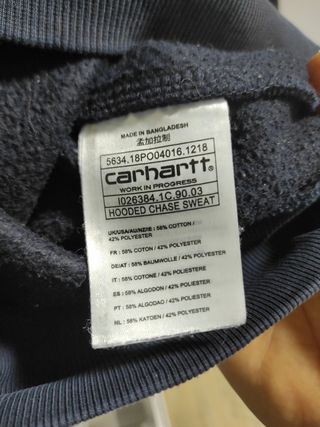 MADE IN BANGLADESH
孟加拉制
5634.18PO04016.1218
carhartt®
WORK IN PROGRESS
I026384.1C.90.03
HOODED CHASE SWEAT
UK/USA/AU/NZ/IE : 58% COTTON /
42% POLYESTER
FR : 58% COTON / 42% POLYESTER
DE/AT : 58% BAUMWOLLE / 42% POLYESTER
IT : 58% COTONE / 42% POLIESTERE
ES : 58% ALGODON / 42% POLIESTER
PT : 58% ALGODAO / 42% POLIESTER
NL : 58% KATOEN / 42% POLYESTER